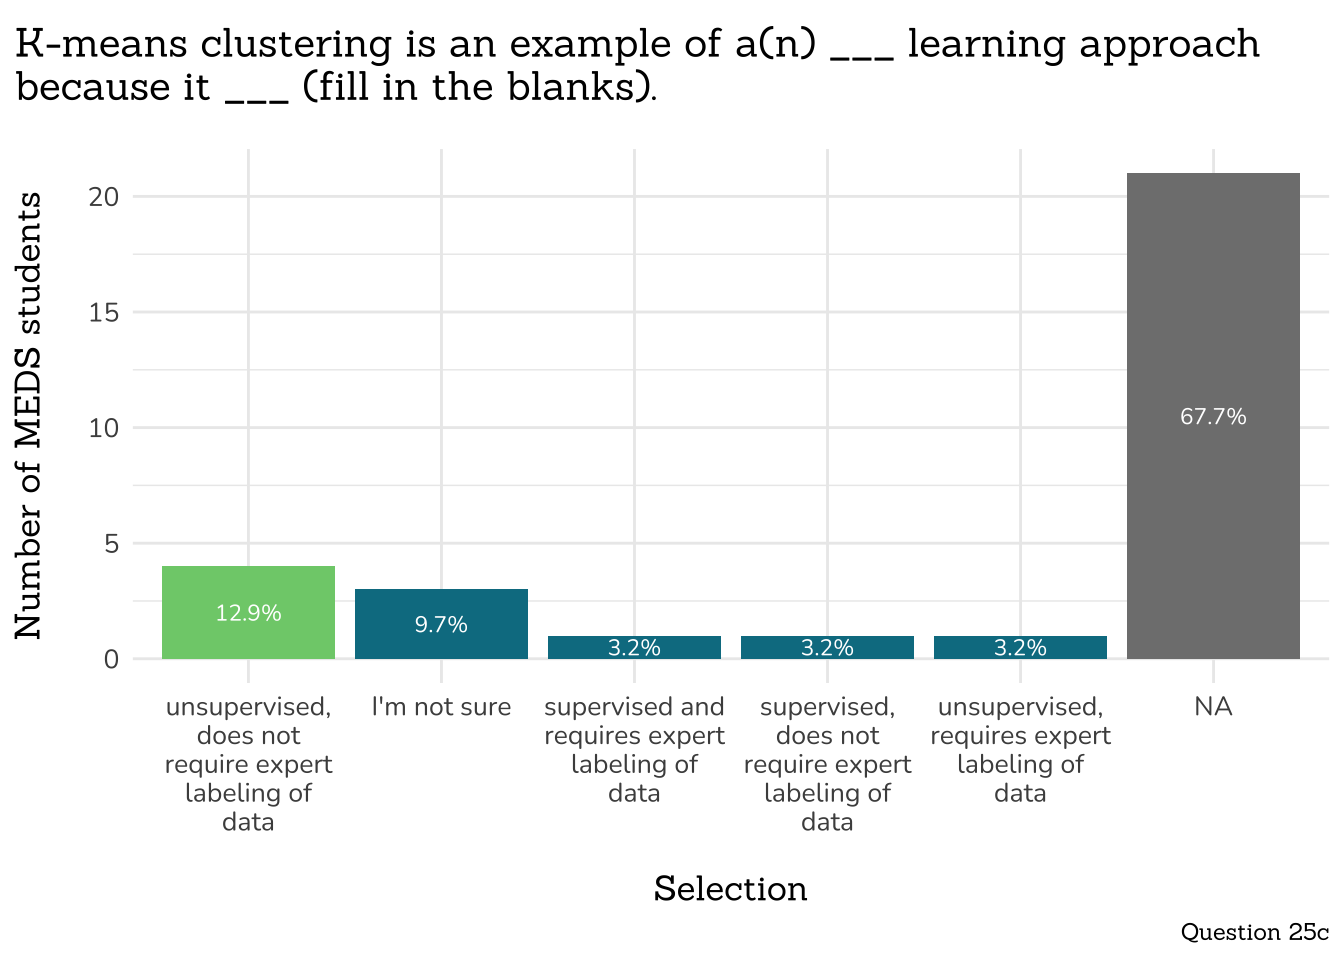 K-means clustering is an example of a(n) ___ learning approach
because it ___ (fill in the blanks).
Number of MEDS students
20
15
10
5
0
12.9%
9.7%
3.2%
3.2%
3.2%
67.7%
unsupervised,
does not
require expert
labeling of
data
I'm not sure
supervised and
requires expert
labeling of
data
supervised,
does not
require expert
labeling of
data
unsupervised,
requires expert
labeling of
data
NA
Selection
Question 25c